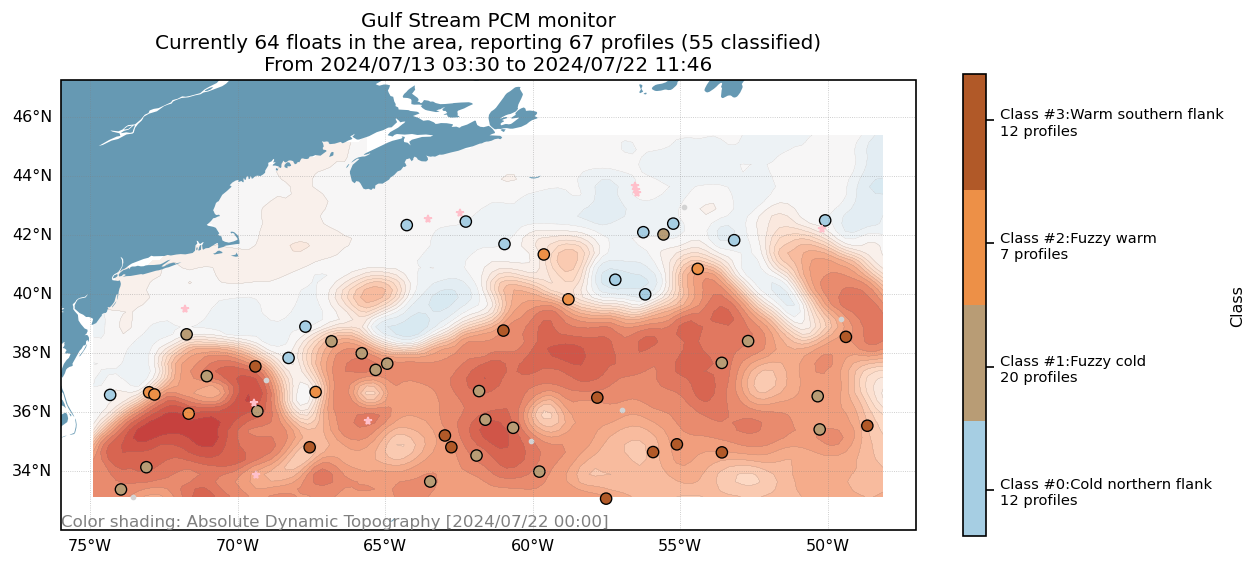 Gulf Stream PCM monitor
Currently 64 floats in the area, reporting 67 profiles (55 classified)
From 2024/07/13 03:30 to 2024/07/22 11:46
46°N
44°N
42°N
40°N
38°N
36°N
34°N
Color shading: Absolute Dynamic Topography [2024/07/22 00:00]
75°W
70°W
65°W
60°W
55°W
50°W
Class #3:Warm southern flank
12 profiles
Class #2:Fuzzy warm
7 profiles
Class #1:Fuzzy cold
20 profiles
Class #0:Cold northern flank
12 profiles
Class